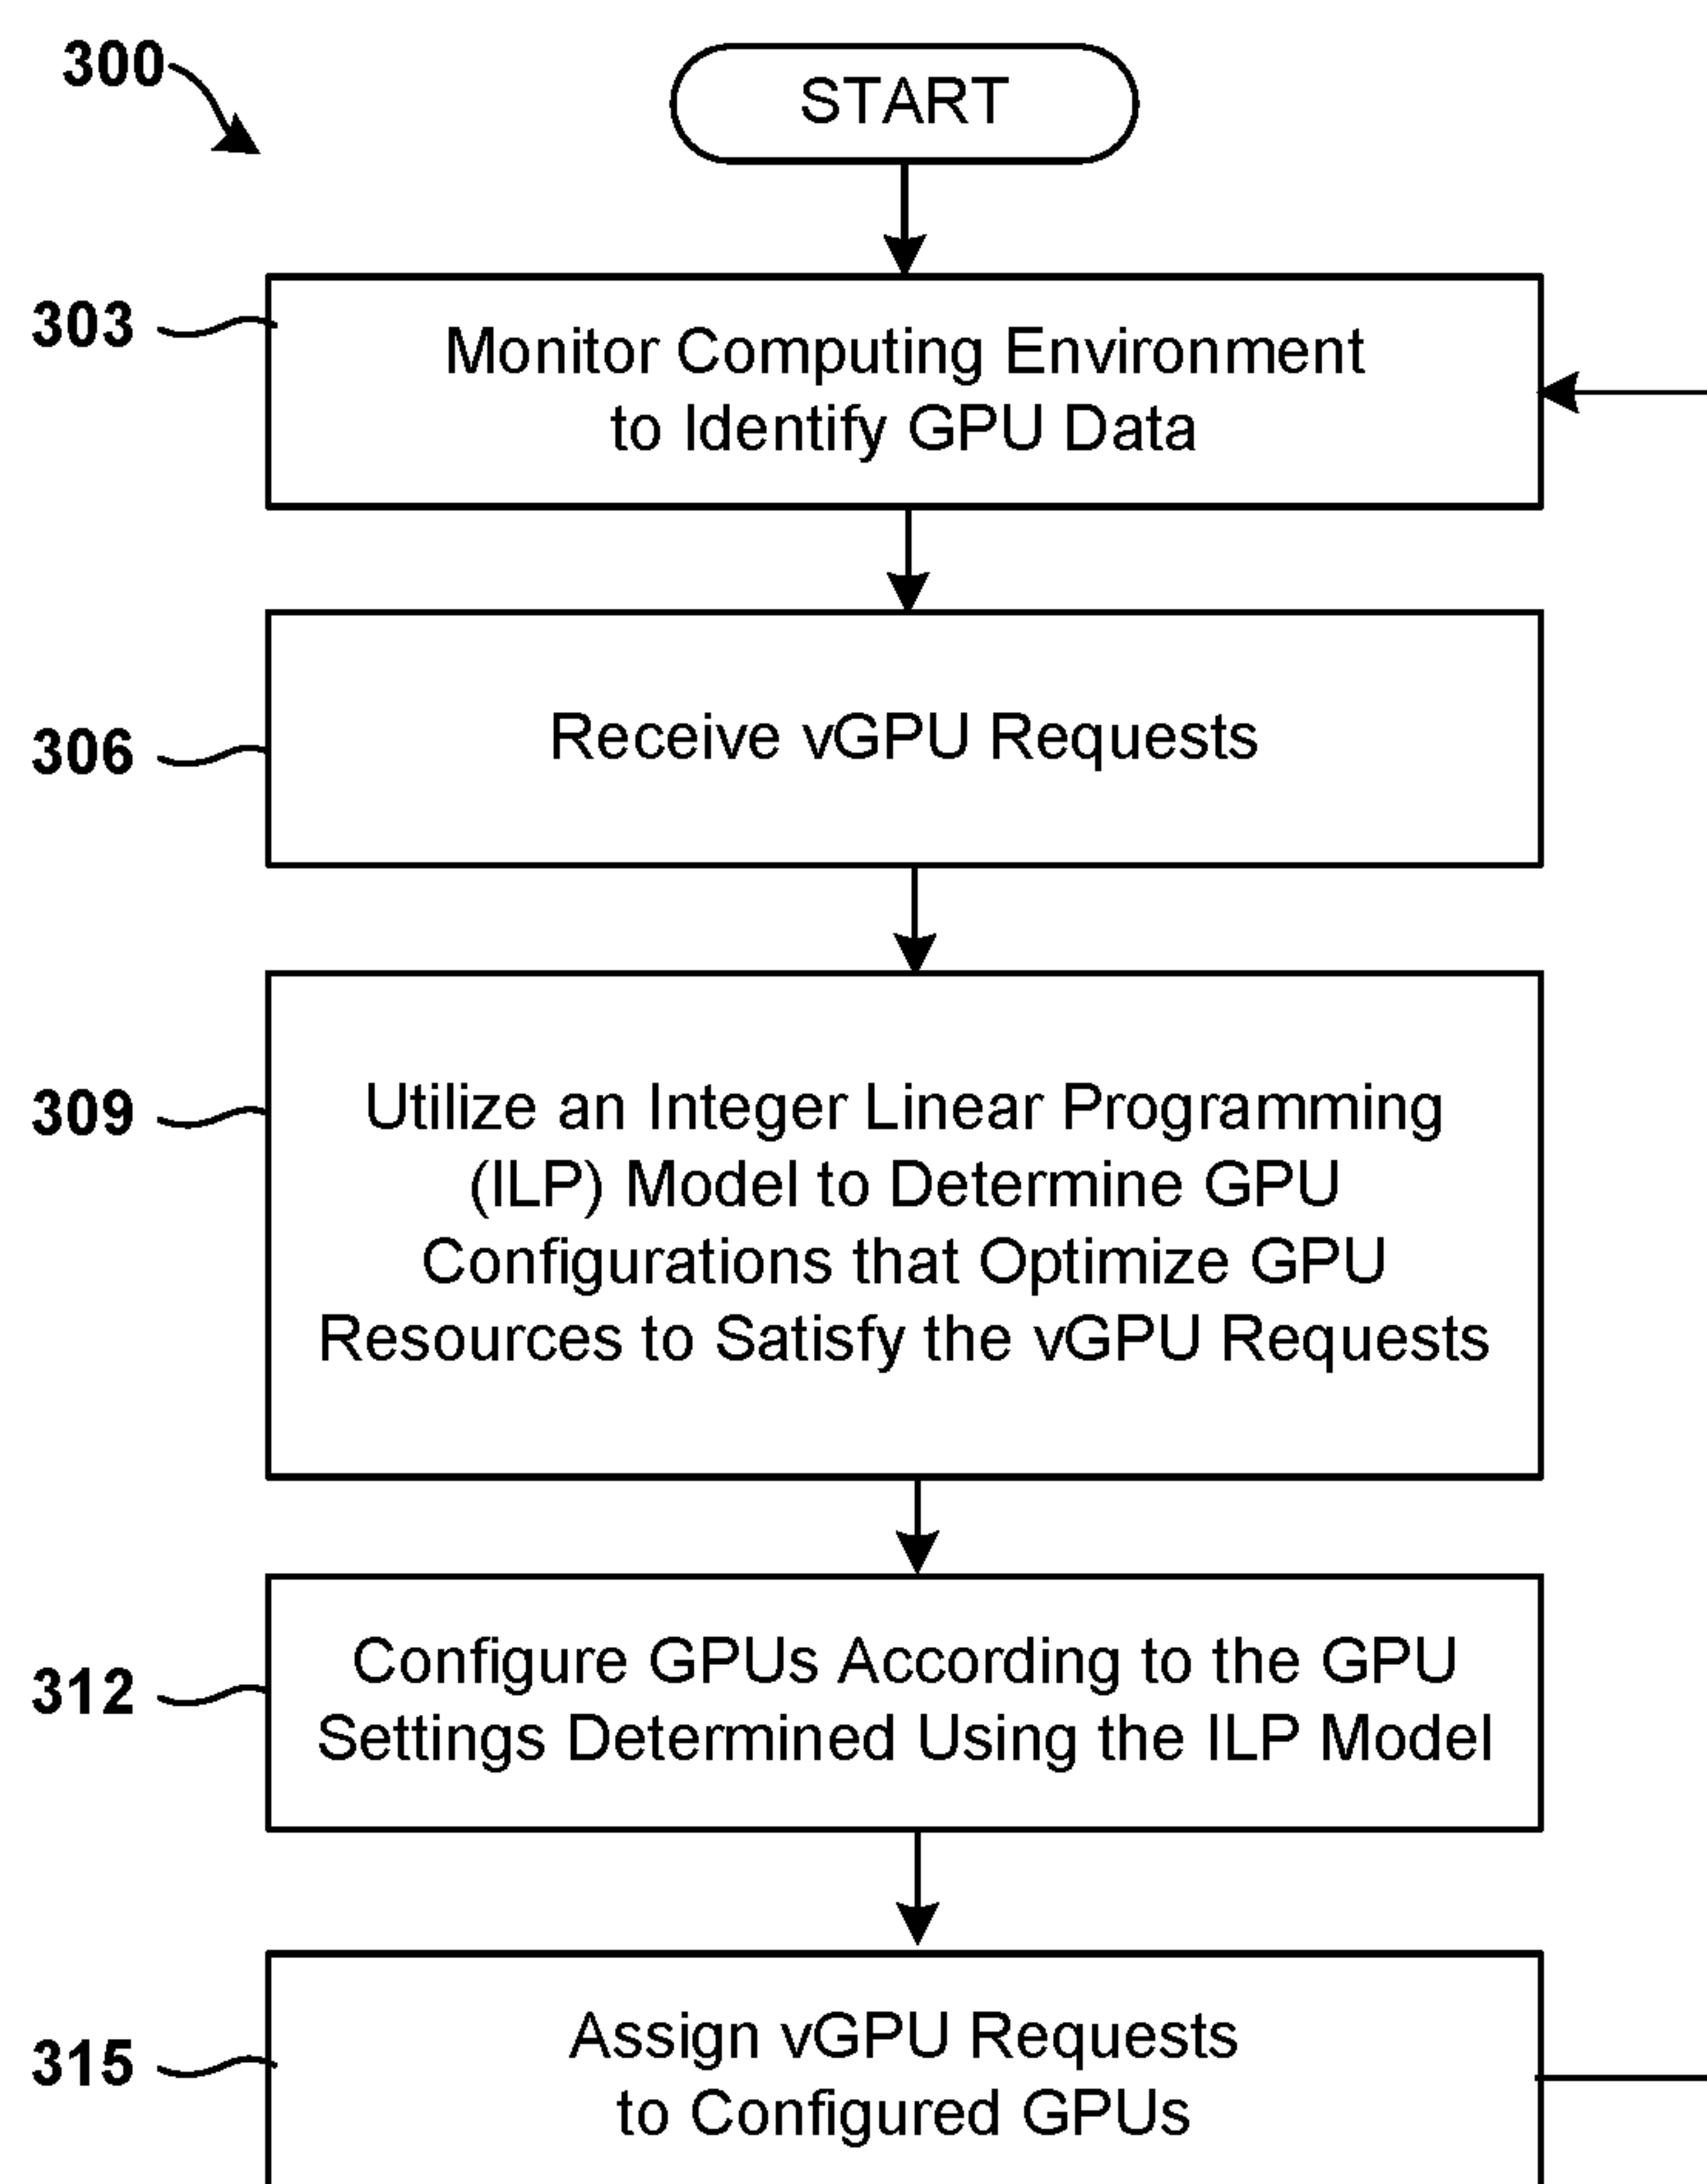 300
START
303
Monitor Computing Environment
to Identify GPU Data
306
Receive vGPU Requests
309
Utilize an Integer Linear Programming
(ILP) Model to Determine GPU
Configurations that Optimize GPU
Resources to Satisfy the vGPU Requests
312
Configure GPUs According to the GPU
Settings Determined Using the ILP Model
315
Assign vGPU Requests
to Configured GPUs